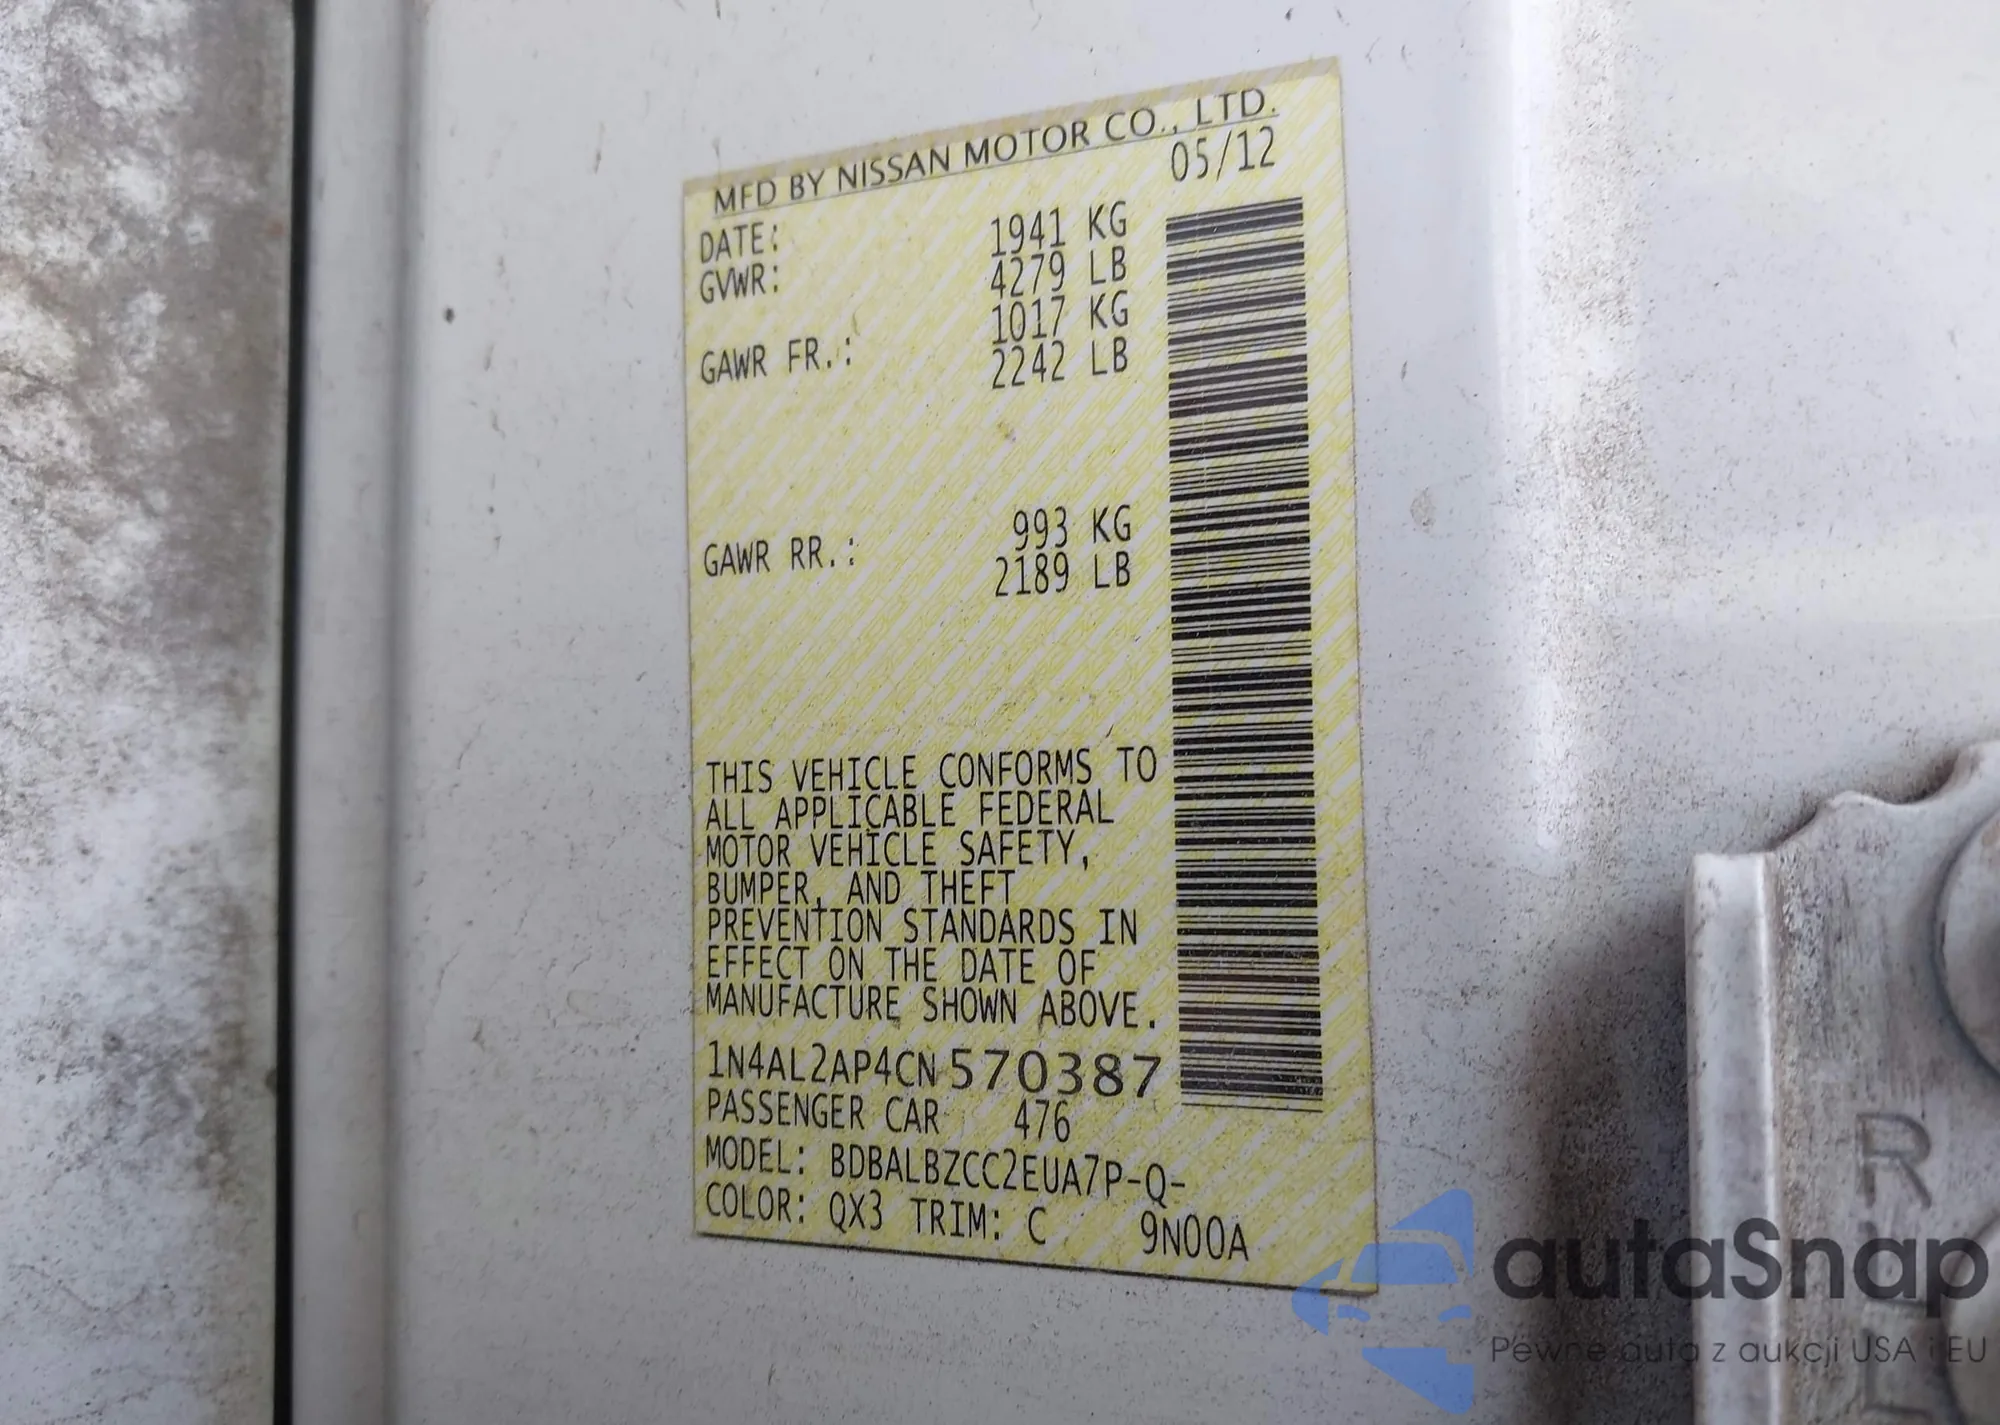 MFD BY NISSAN MOTOR CO., LTD.
DATE: 05/12
GVWR: 1941 KG
4279 LB
GAWR FR.: 1017 KG
2242 LB
GAWR RR.: 993 KG
2189 LB
THIS VEHICLE CONFORMS TO
ALL APPLICABLE FEDERAL
MOTOR VEHICLE SAFETY,
BUMPER, AND THEFT
PREVENTION STANDARDS IN
EFFECT ON THE DATE OF
MANUFACTURE SHOWN ABOVE.
1N4AL2AP4CN570387
PASSENGER CAR 476
MODEL: BDBALBZCC2EUA7P-Q-
COLOR: QX3 TRIM: C 9N00A
autaSnap
Pewne auta z aukcji USA i EU